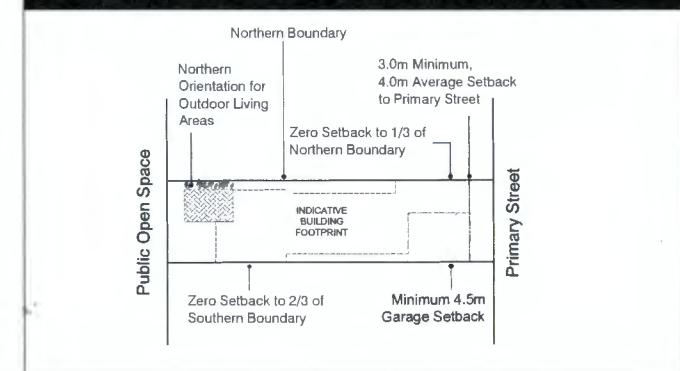 Northern Boundary
Northern
Orientation for
Outdoor Living
Areas
3.0m Minimum,
4.0m Average Setback
to Primary Street
Zero Setback to 1/3 of
Northern Boundary
Public Open Space
INDICATIVE
BUILDING
FOOTPRINT
Primary Street
Zero Setback to 2/3 of
Southern Boundary
Minimum 4.5m
Garage Setback